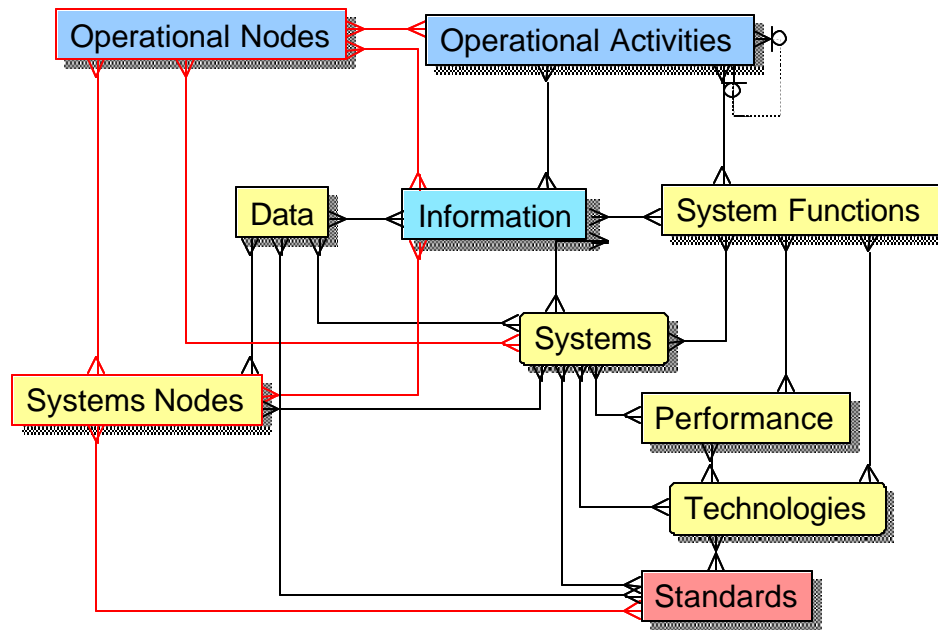 Operational Nodes
Operational Activities
Data
Information
System Functions
Systems
Systems Nodes
Performance
Technologies
Standards